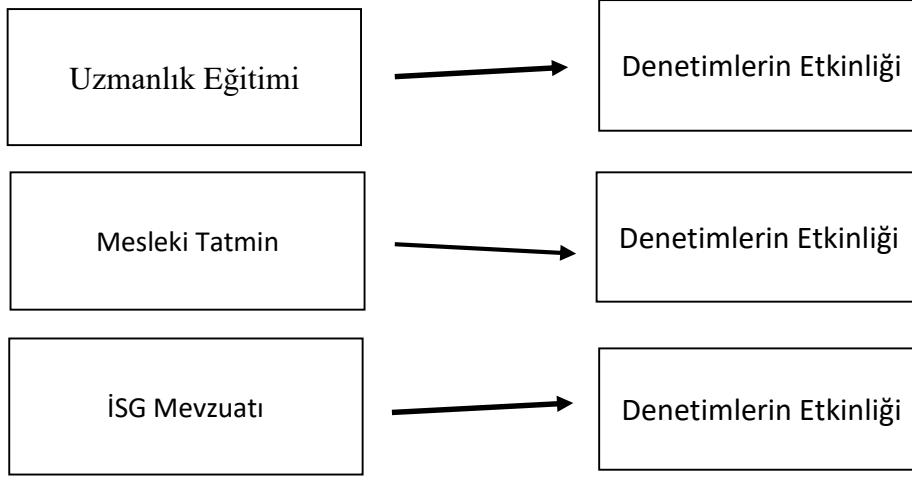 Uzmanlık Eğitimi
Denetimlerin Etkinliği
Mesleki Tatmin
Denetimlerin Etkinliği
İSG Mevzuatı
Denetimlerin Etkinliği